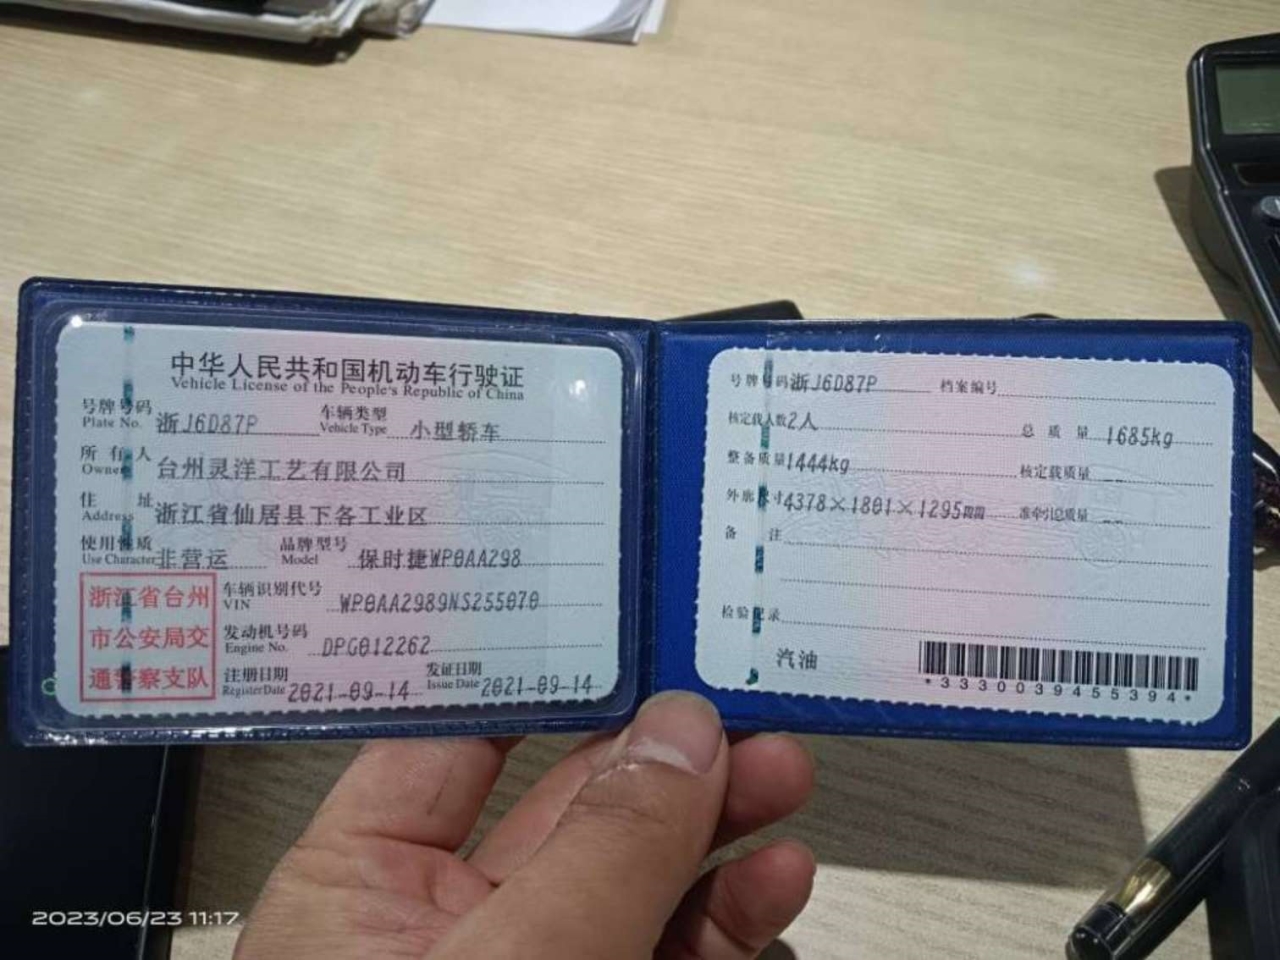 中华人民共和国机动车行驶证
Vehicle License of the People's Republic of China
号牌号码 浙J6D87P 车辆类型 小型轿车
Plate No. Vehicle Type
所有人 台州灵洋工艺有限公司
Owner
住址 浙江省仙居县下各工业区
Address
使用性质 非营运 品牌型号 保时捷WP0AA298
Use Character Model
浙江省台州
市公安局交
通警察支队
车辆识别代号 WP0AA2989NS255070
VIN
发动机号码 DPG012262
Engine No.
注册日期 2021-09-14 发证日期 2021-09-14
Register Date Issue Date
号牌号码 浙J6D87P 档案编号
核定载人数 2人 总质量 1685kg
整备质量 1444kg 核定载质量 --
外廓尺寸 4378×1801×1295 准牵引总质量 --
备注
检验记录
汽油
*3330039455394*
2023/06/23 11:17